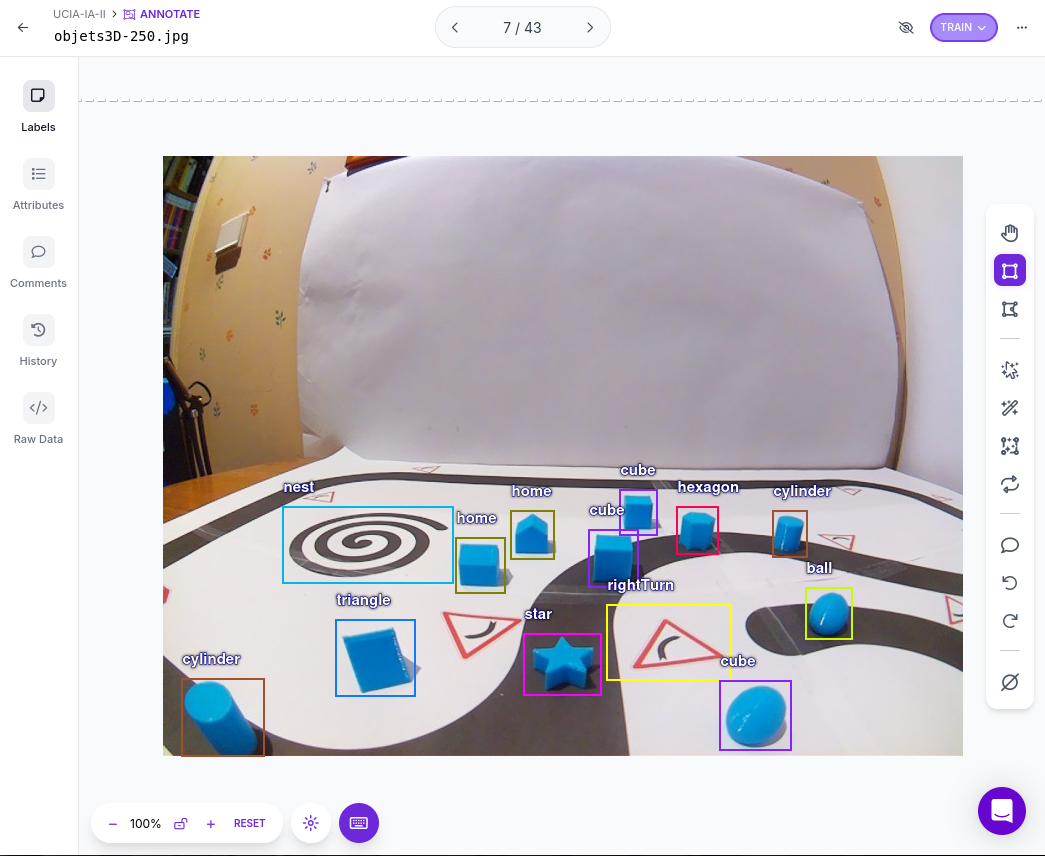 UCIA-IA-II > ANNOTATE
objets3D-250.jpg
7 / 43
TRAIN
Labels
Attributes
Comments
History
Raw Data
cube
nest
hexagon
home
cylinder
cube
home
ball
rightTurn
triangle
star
cylinder
cube
100%
RESET